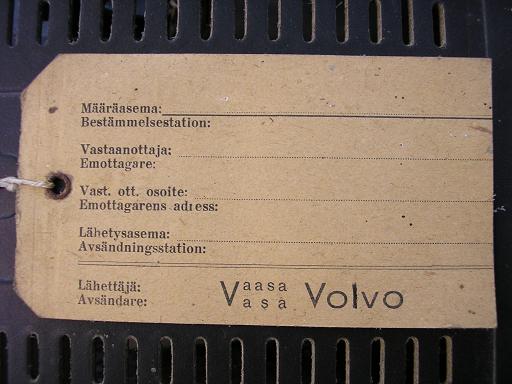 Määräasema:
Bestämmelsestation:
Vastaanottaja:
Emottagare:
Vast. ott. osoite:
Emottagarens adress:
Lähetysasema:
Avsändningsstation:
Lähettäjä:
Avsändare:
Vaasa
Vasa Volvo